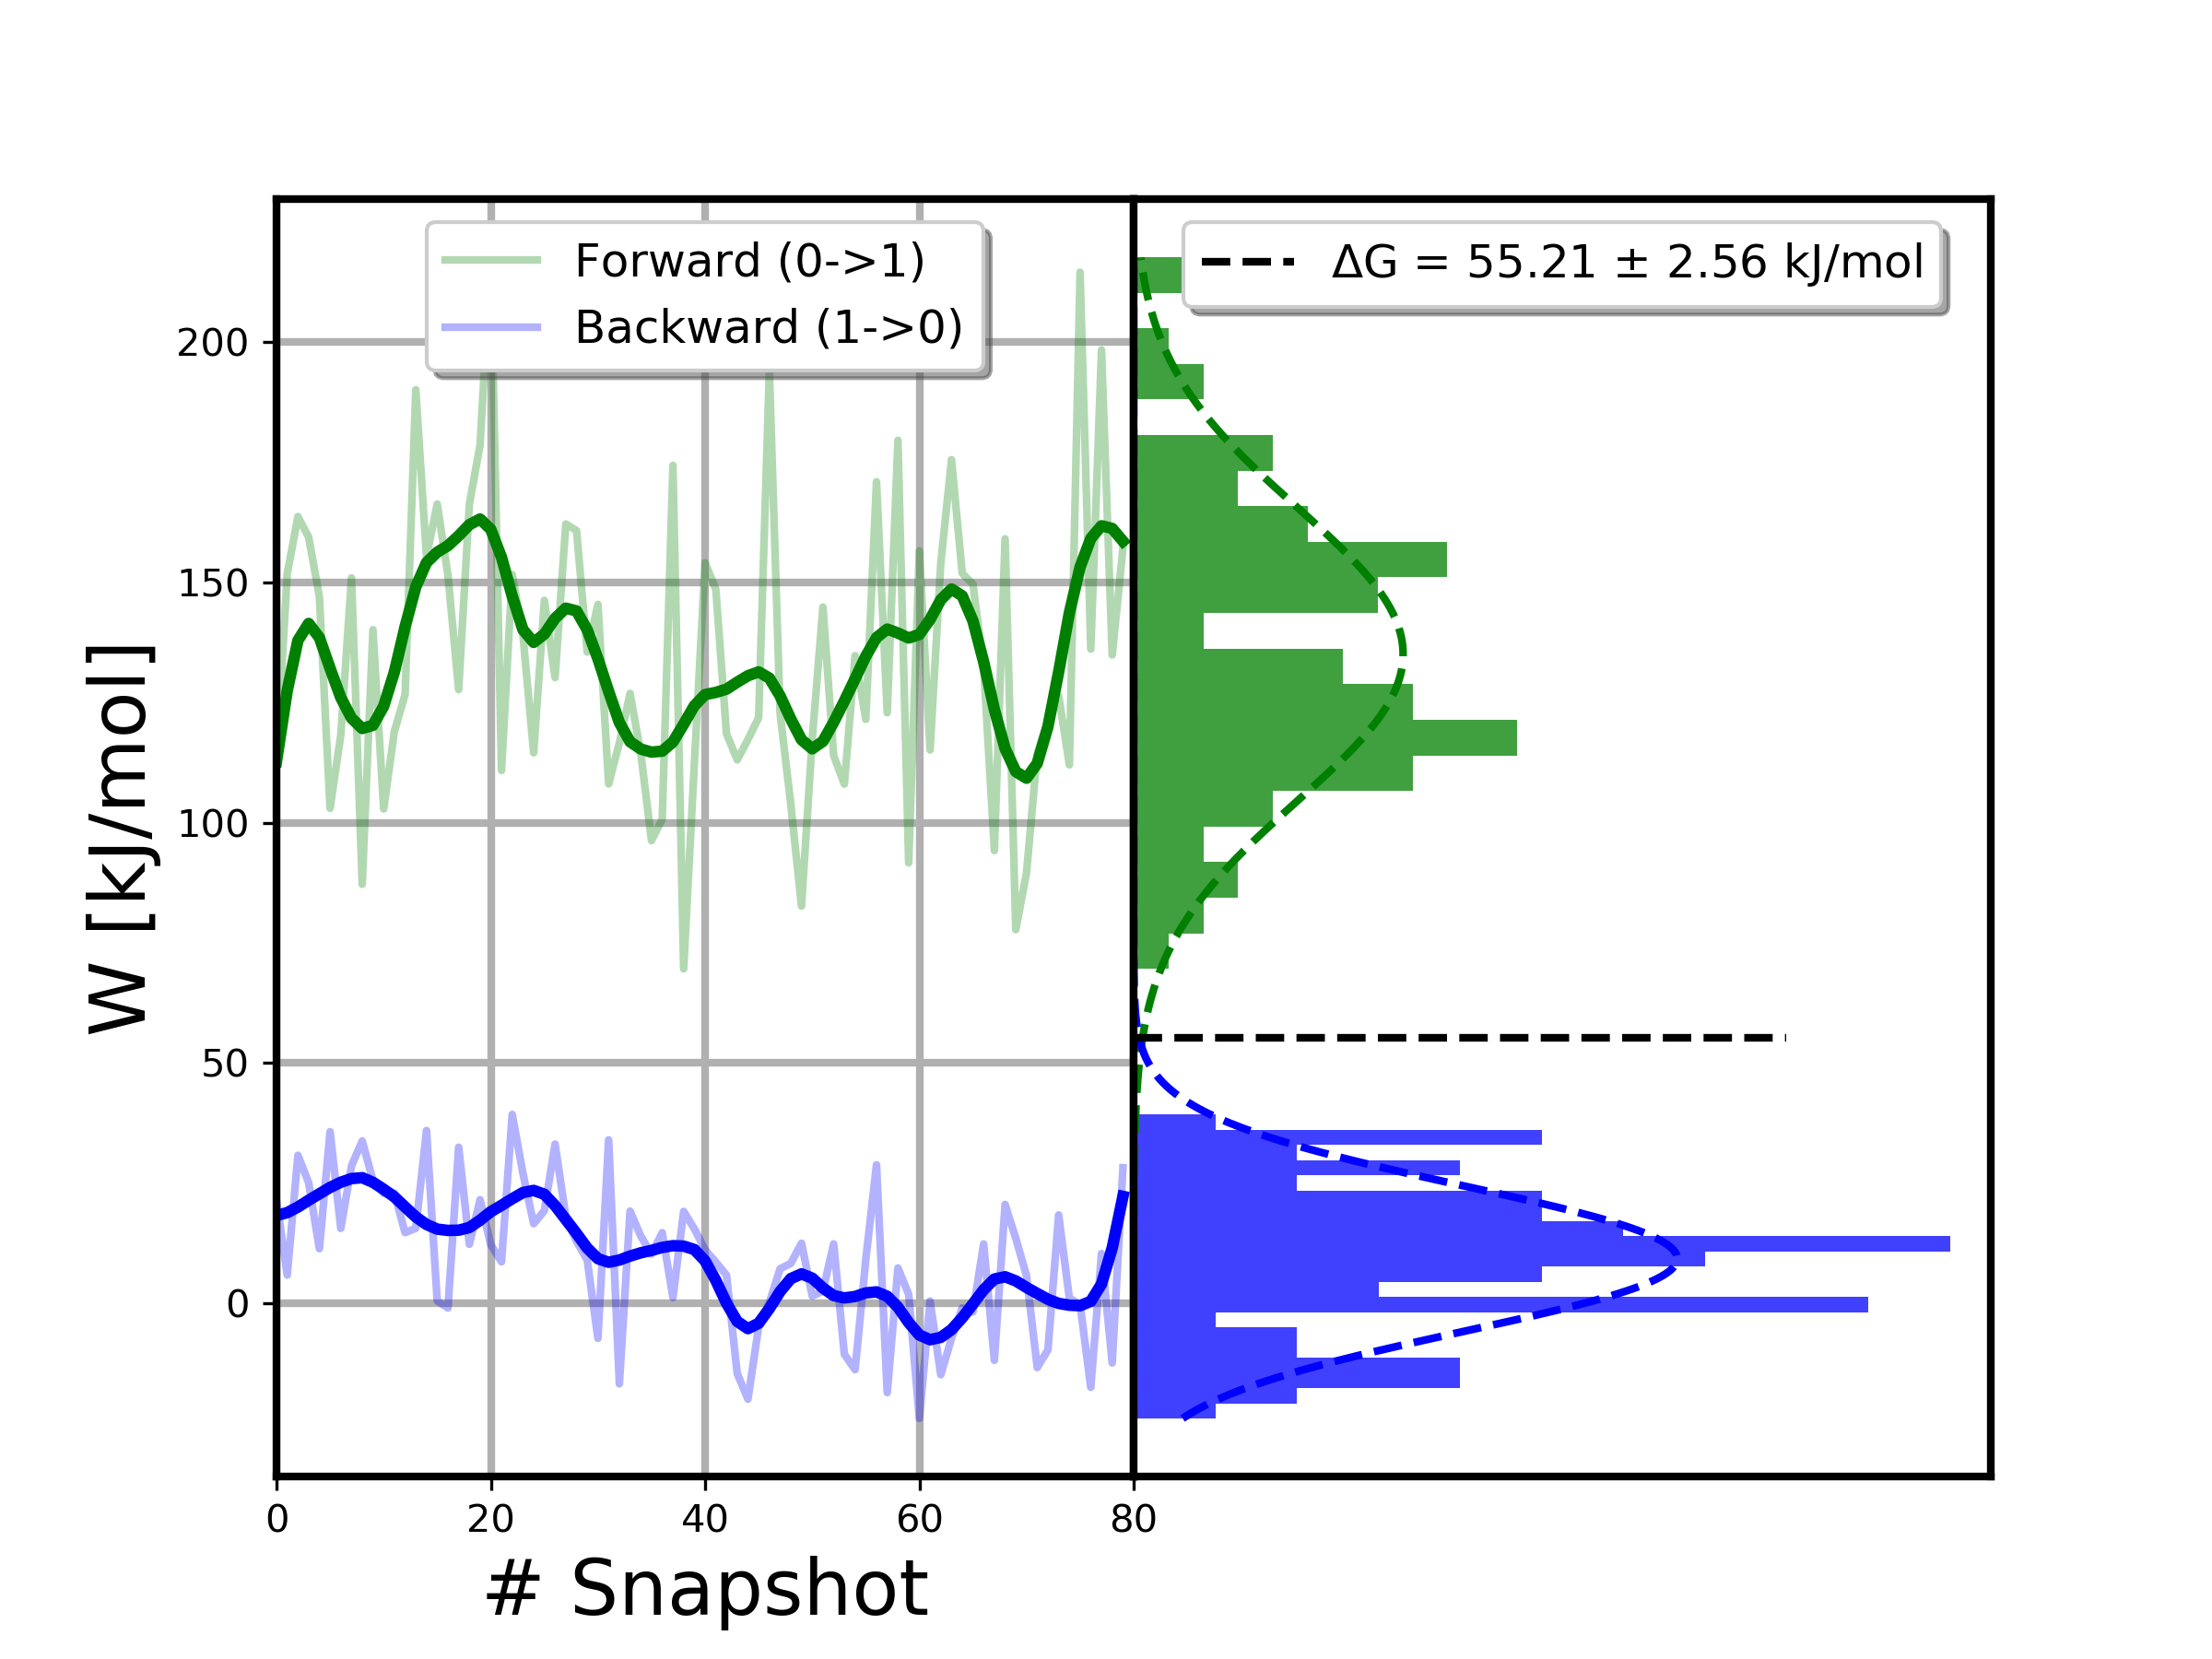 Forward (0->1)
Backward (1->0)
ΔG = 55.21 ± 2.56 kJ/mol
200
150
100
50
0
W [kJ/mol]
0 20 40 60 80
# Snapshot